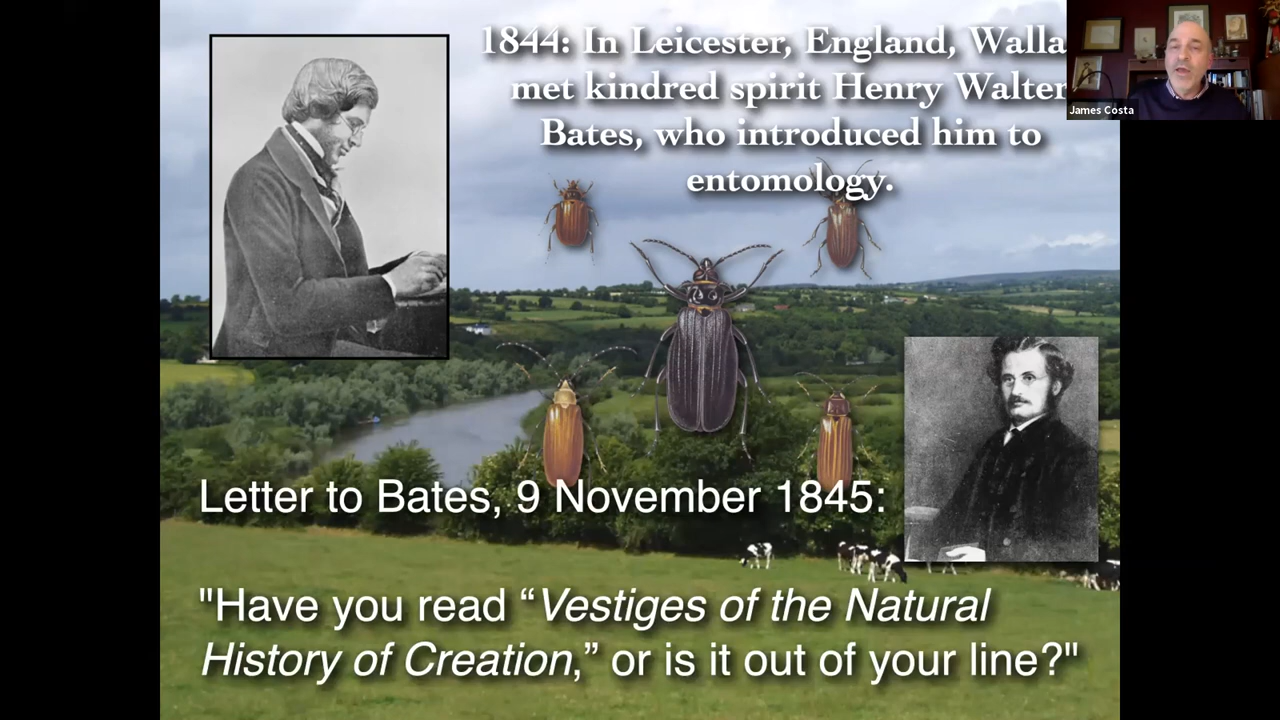 1844: In Leicester, England, Walla
met kindred spirit Henry Walter
Bates, who introduced him to
entomology.
James Costa
Letter to Bates, 9 November 1845:
"Have you read “Vestiges of the Natural
History of Creation,” or is it out of your line?"